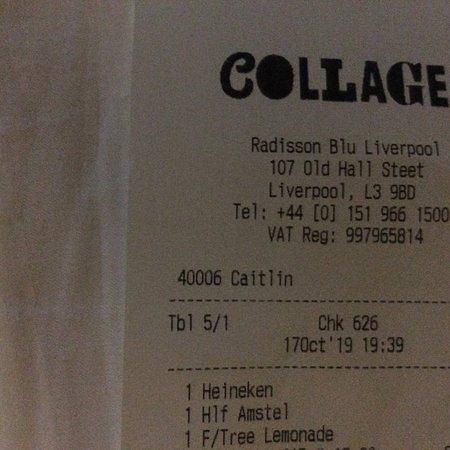 COLLAGE
Radisson Blu Liverpool
107 Old Hall Steet
Liverpool, L3 9BD
Tel: +44 [0] 151 966 1500
VAT Reg: 997965814
40006 Caitlin
Tbl 5/1 Chk 626
17Oct'19 19:39
1 Heineken
1 Hlf Amstel
1 F/Tree Lemonade